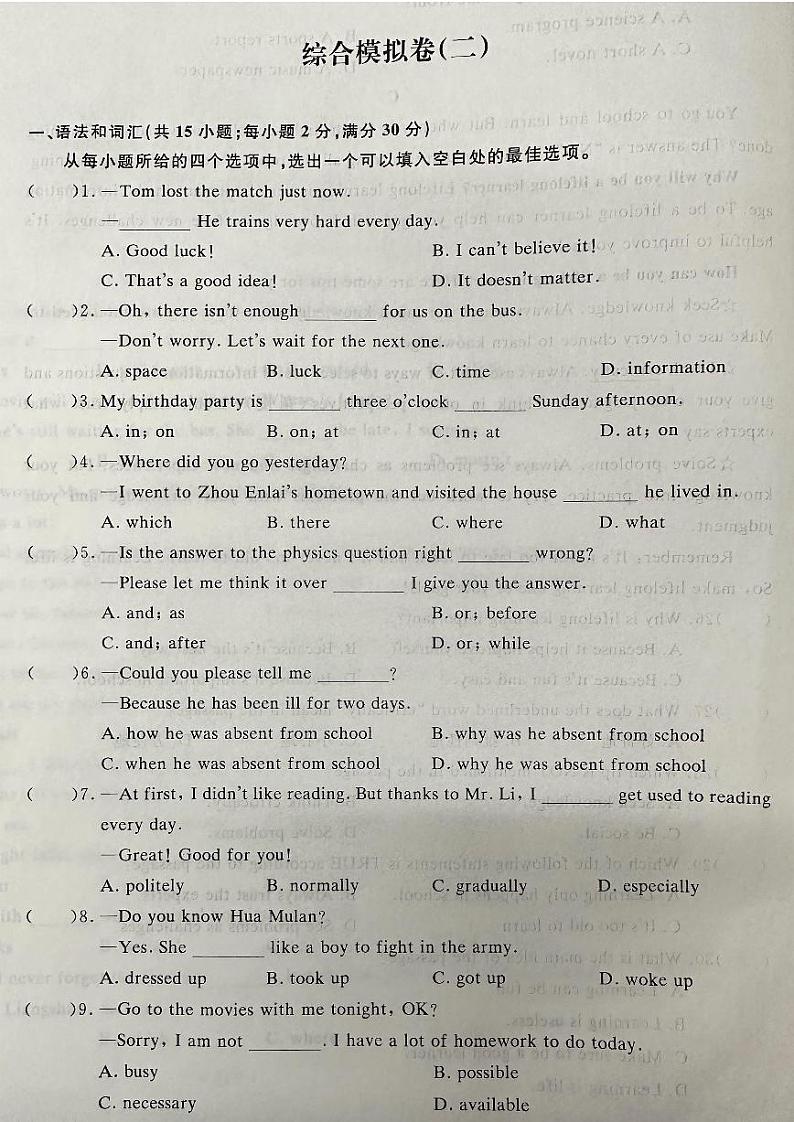 综合模拟卷(二)
一、语法和词汇(共 15 小题;每小题 2 分,满分 30 分)
从每小题所给的四个选项中,选出一个可以填入空白处的最佳选项。
( )1. —Tom lost the match just now.
—________ He trains very hard every day.
A. Good luck! B. I can't believe it!
C. That's a good idea! D. It doesn't matter.
( )2. —Oh, there isn't enough ________ for us on the bus.
—Don't worry. Let's wait for the next one.
A. space B. luck C. time D. information
( )3. My birthday party is ________ three o'clock ________ Sunday afternoon.
A. in; on B. on; at C. in; at D. at; on
( )4. —Where did you go yesterday?
—I went to Zhou Enlai's hometown and visited the house ________ he lived in.
A. which B. there C. where D. what
( )5. —Is the answer to the physics question right ________ wrong?
—Please let me think it over ________ I give you the answer.
A. and; as B. or; before
C. and; after D. or; while
( )6. —Could you please tell me ________?
—Because he has been ill for two days.
A. how he was absent from school B. why was he absent from school
C. when he was absent from school D. why he was absent from school
( )7. —At first, I didn't like reading. But thanks to Mr. Li, I ________ get used to reading
every day.
—Great! Good for you!
A. politely B. normally C. gradually D. especially
( )8. —Do you know Hua Mulan?
—Yes. She ________ like a boy to fight in the army.
A. dressed up B. took up C. got up D. woke up
( )9. —Go to the movies with me tonight, OK?
—Sorry, I am not ________. I have a lot of homework to do today.
A. busy B. possible
C. necessary D. available